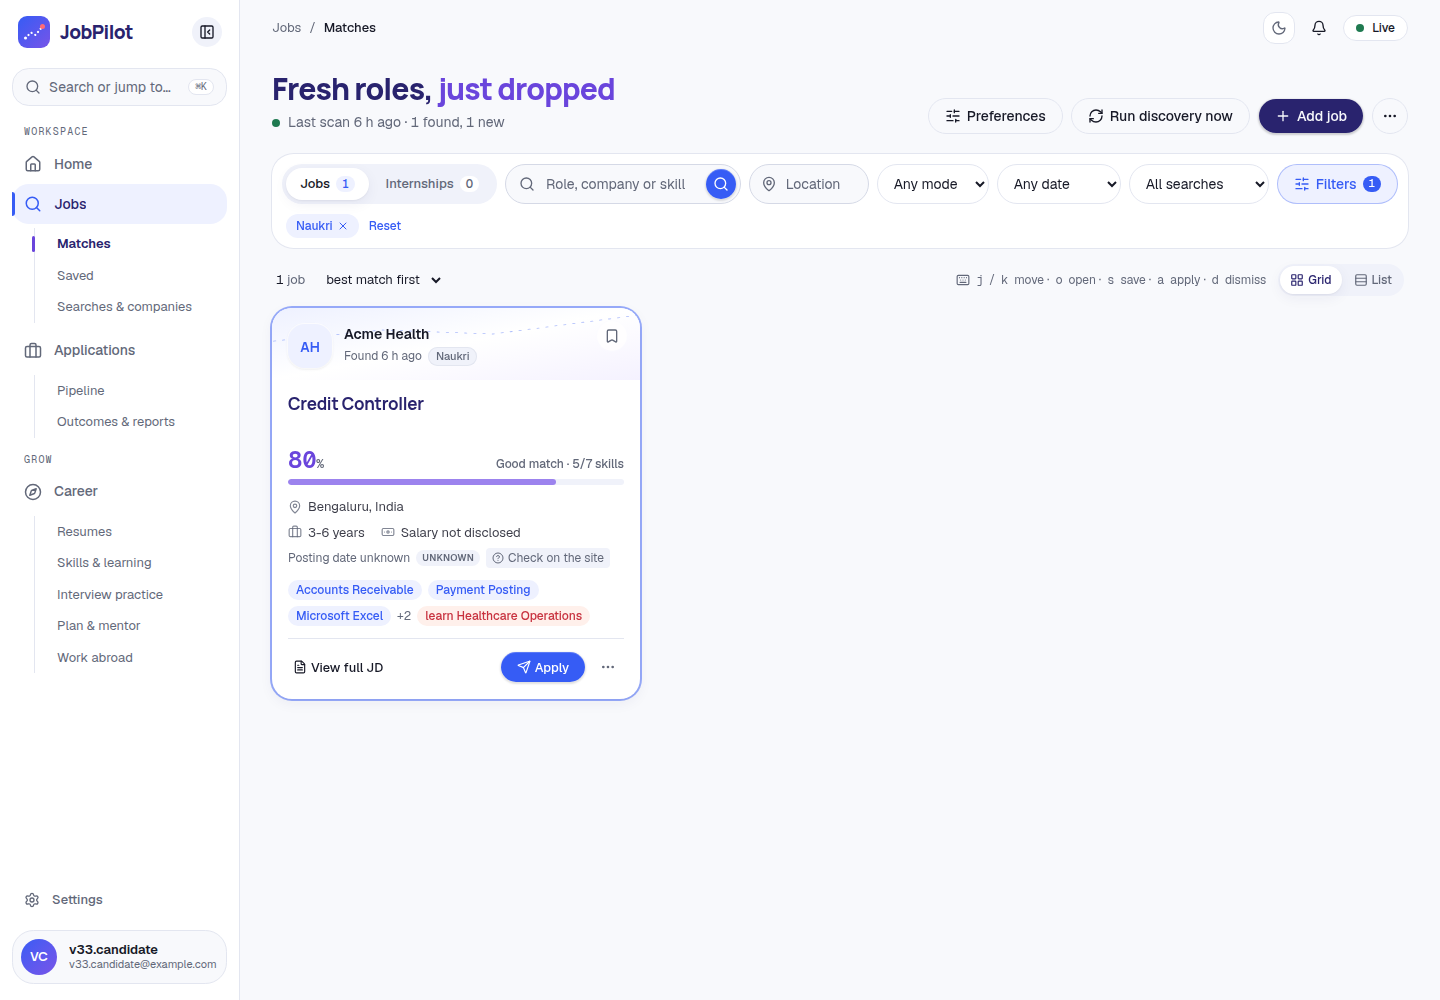 JobPilot
Search or jump to...
⌘K
WORKSPACE
Home
Jobs
Matches
Saved
Searches & companies
Applications
Pipeline
Outcomes & reports
GROW
Career
Resumes
Skills & learning
Interview practice
Plan & mentor
Work abroad
Settings
VC
v33.candidate
v33.candidate@example.com
Jobs / Matches
Live
Fresh roles, just dropped
Last scan 6 h ago · 1 found, 1 new
Preferences
Run discovery now
+ Add job
Jobs 1
Internships 0
Role, company or skill
Location
Any mode
Any date
All searches
Filters 1
Naukri ×
Reset
1 job
best match first
j / k move · o open · s save · a apply · d dismiss
Grid
List
AH
Acme Health
Found 6 h ago Naukri
Credit Controller
80%
Good match · 5/7 skills
Bengaluru, India
3-6 years
Salary not disclosed
Posting date unknown UNKNOWN Check on the site
Accounts Receivable Payment Posting
Microsoft Excel +2 learn Healthcare Operations
View full JD
Apply